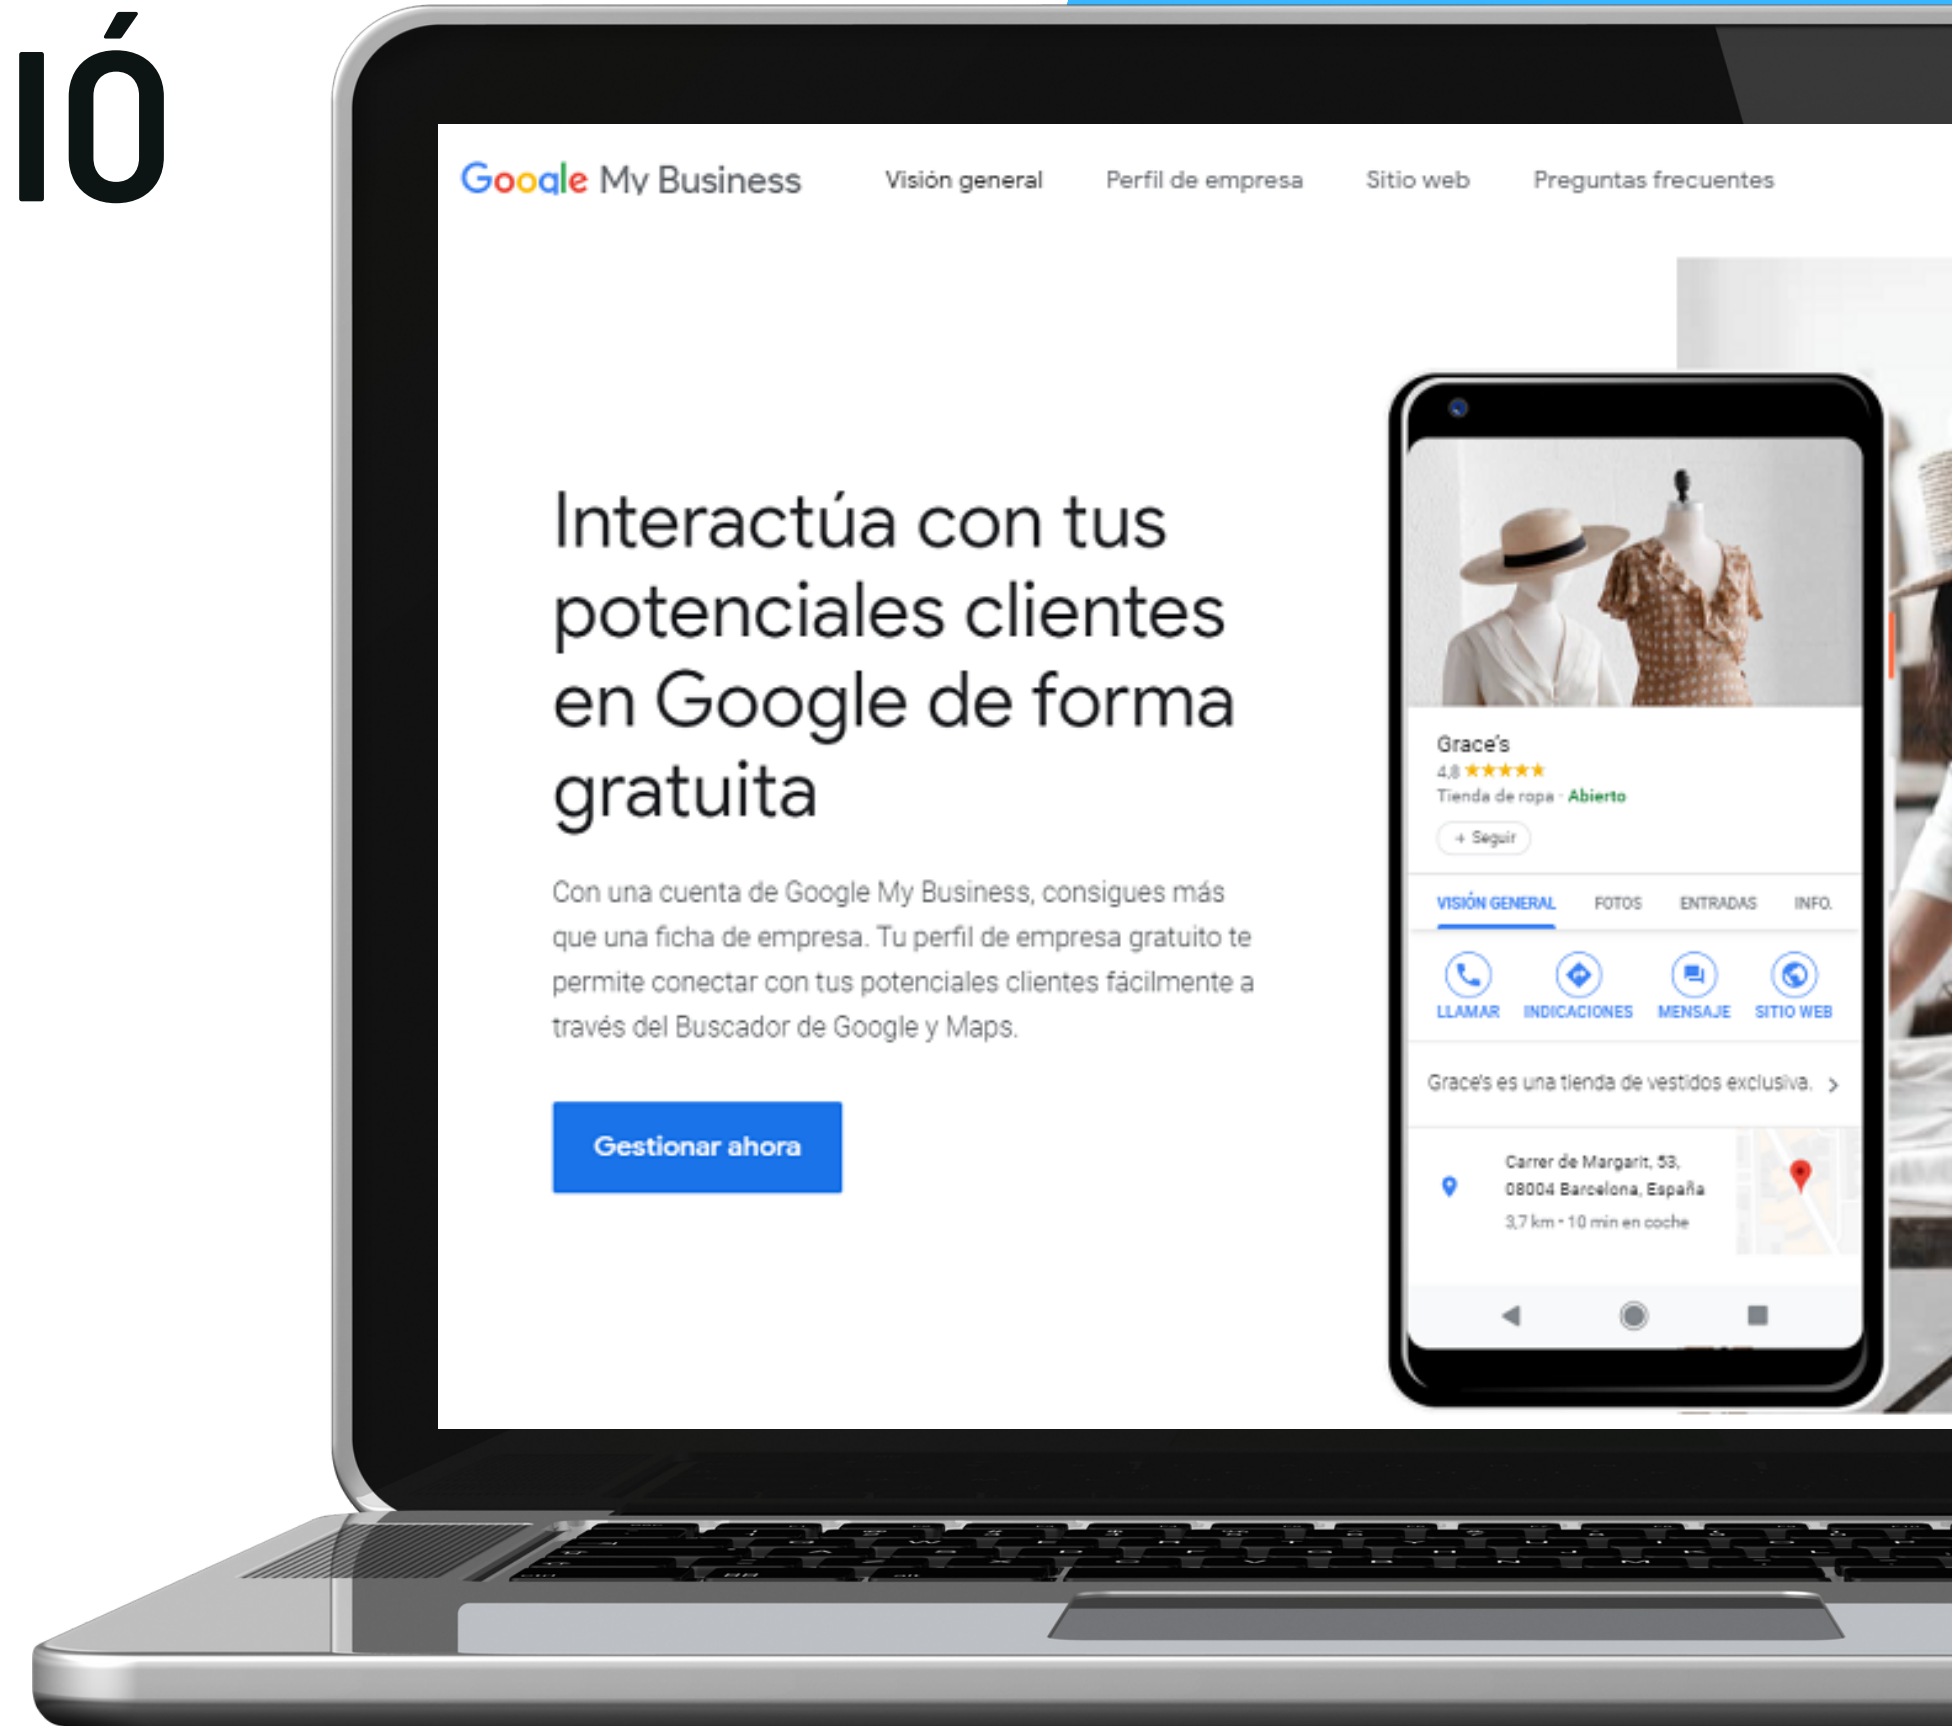 IÓ
Google My Business Visión general Perfil de empresa Sitio web Preguntas frecuentes
Interactúa con tus
potenciales clientes
en Google de forma
gratuita
Con una cuenta de Google My Business, consigues más
que una ficha de empresa. Tu perfil de empresa gratuito te
permite conectar con tus potenciales clientes fácilmente a
través del Buscador de Google y Maps.
Gestionar ahora
Grace's
4,8
Tienda de ropa · Abierto
+ Seguir
VISIÓN GENERAL FOTOS ENTRADAS INFO.
LLAMAR INDICACIONES MENSAJE SITIO WEB
Grace's es una tienda de vestidos exclusiva.
Carrer de Margarit, 53,
08004 Barcelona, España
3,7 km • 10 min en coche